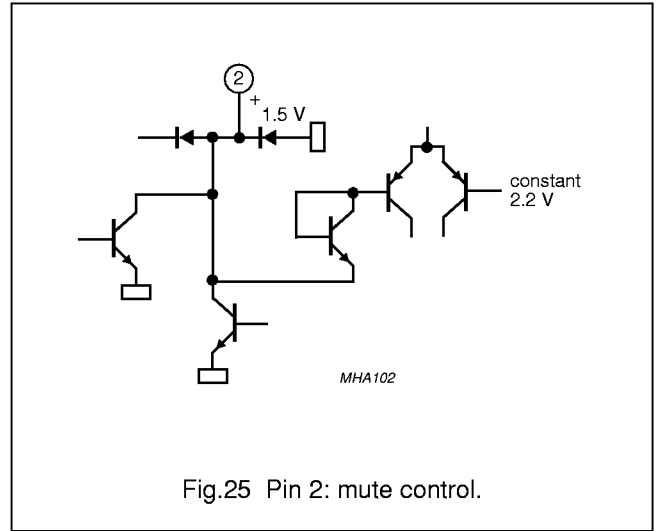 2
+
1.5 V
constant
2.2 V
MHA102
Fig.25 Pin 2: mute control.